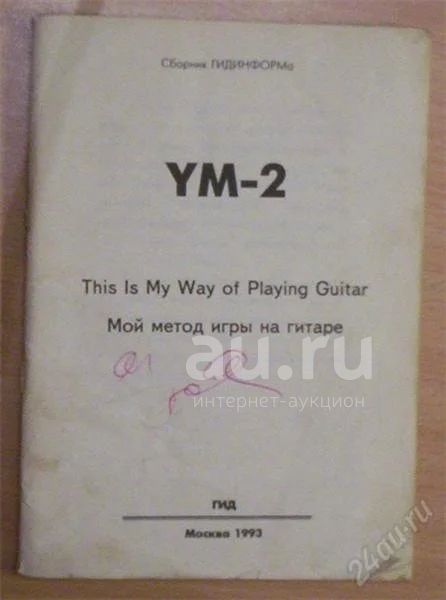 Сборник ГИДИНФОРМа
YM-2
This Is My Way of Playing Guitar
Мой метод игры на гитаре
au.ru
интернет-аукцион
ГИД
Москва 1993
24au.ru